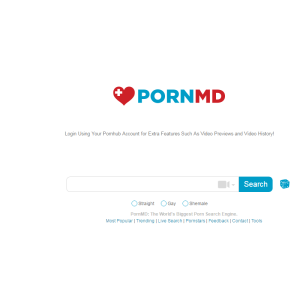 PORNMD
Login Using Your Pornhub Account for Extra Features Such As Video Previews and Video History!
Search
Straight Gay Shemale
PornMD: The World's Biggest Porn Search Engine.
Most Popular | Trending | Live Search | Pornstars | Feedback | Contact | Tools